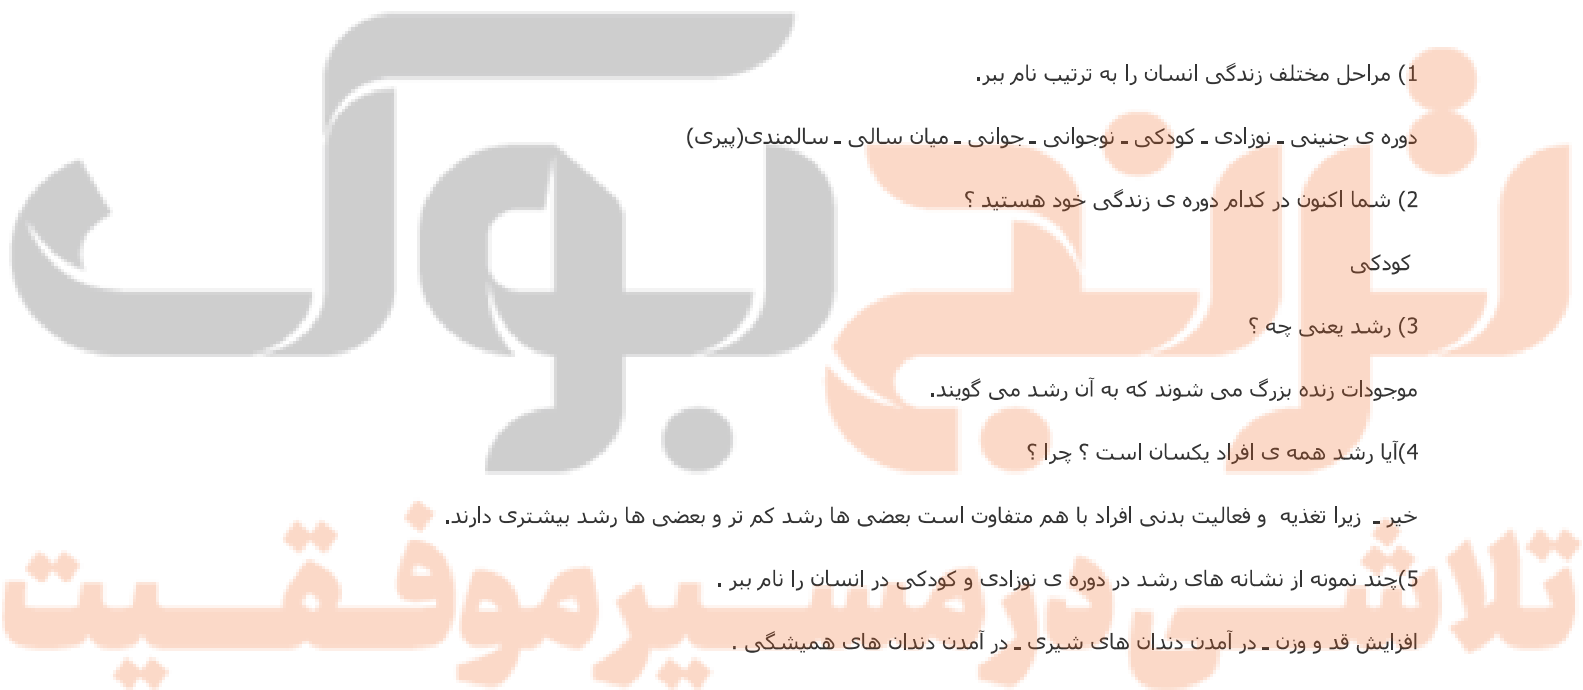 1) مراحل مختلف زندگی انسان را به ترتیب نام ببر.
دوره ی جنینی ـ نوزادی ـ کودکی ـ نوجوانی ـ جوانی ـ میان سالی ـ سالمندی(پیری)
2) شما اکنون در کدام دوره ی زندگی خود هستید ؟
کودکی
3) رشد یعنی چه ؟
موجودات زنده بزرگ می شوند که به آن رشد می گویند.
4)آیا رشد همه ی افراد یکسان است ؟ چرا ؟
خیر ـ زیرا تغذیه و فعالیت بدنی افراد با هم متفاوت است بعضی ها رشد کم تر و بعضی ها رشد بیشتری دارند.
5)چند نمونه از نشانه های رشد در دوره ی نوزادی و کودکی در انسان را نام ببر .
افزایش قد و وزن ـ در آمدن دندان های شیری ـ در آمدن دندان های همیشگی .
ترنج بوک
تلاشی در مسیر موفقیت